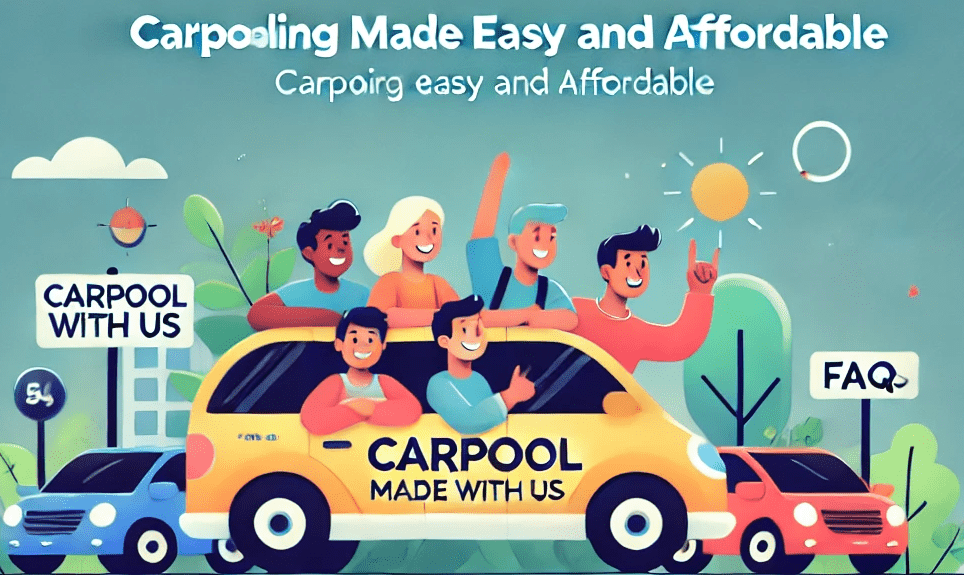 Carpooling Made Easy and Affordable
Carpoirg easy and Affordable
CARPOOL
WITH US
FAQ
CARPOOL
MADE WITH US